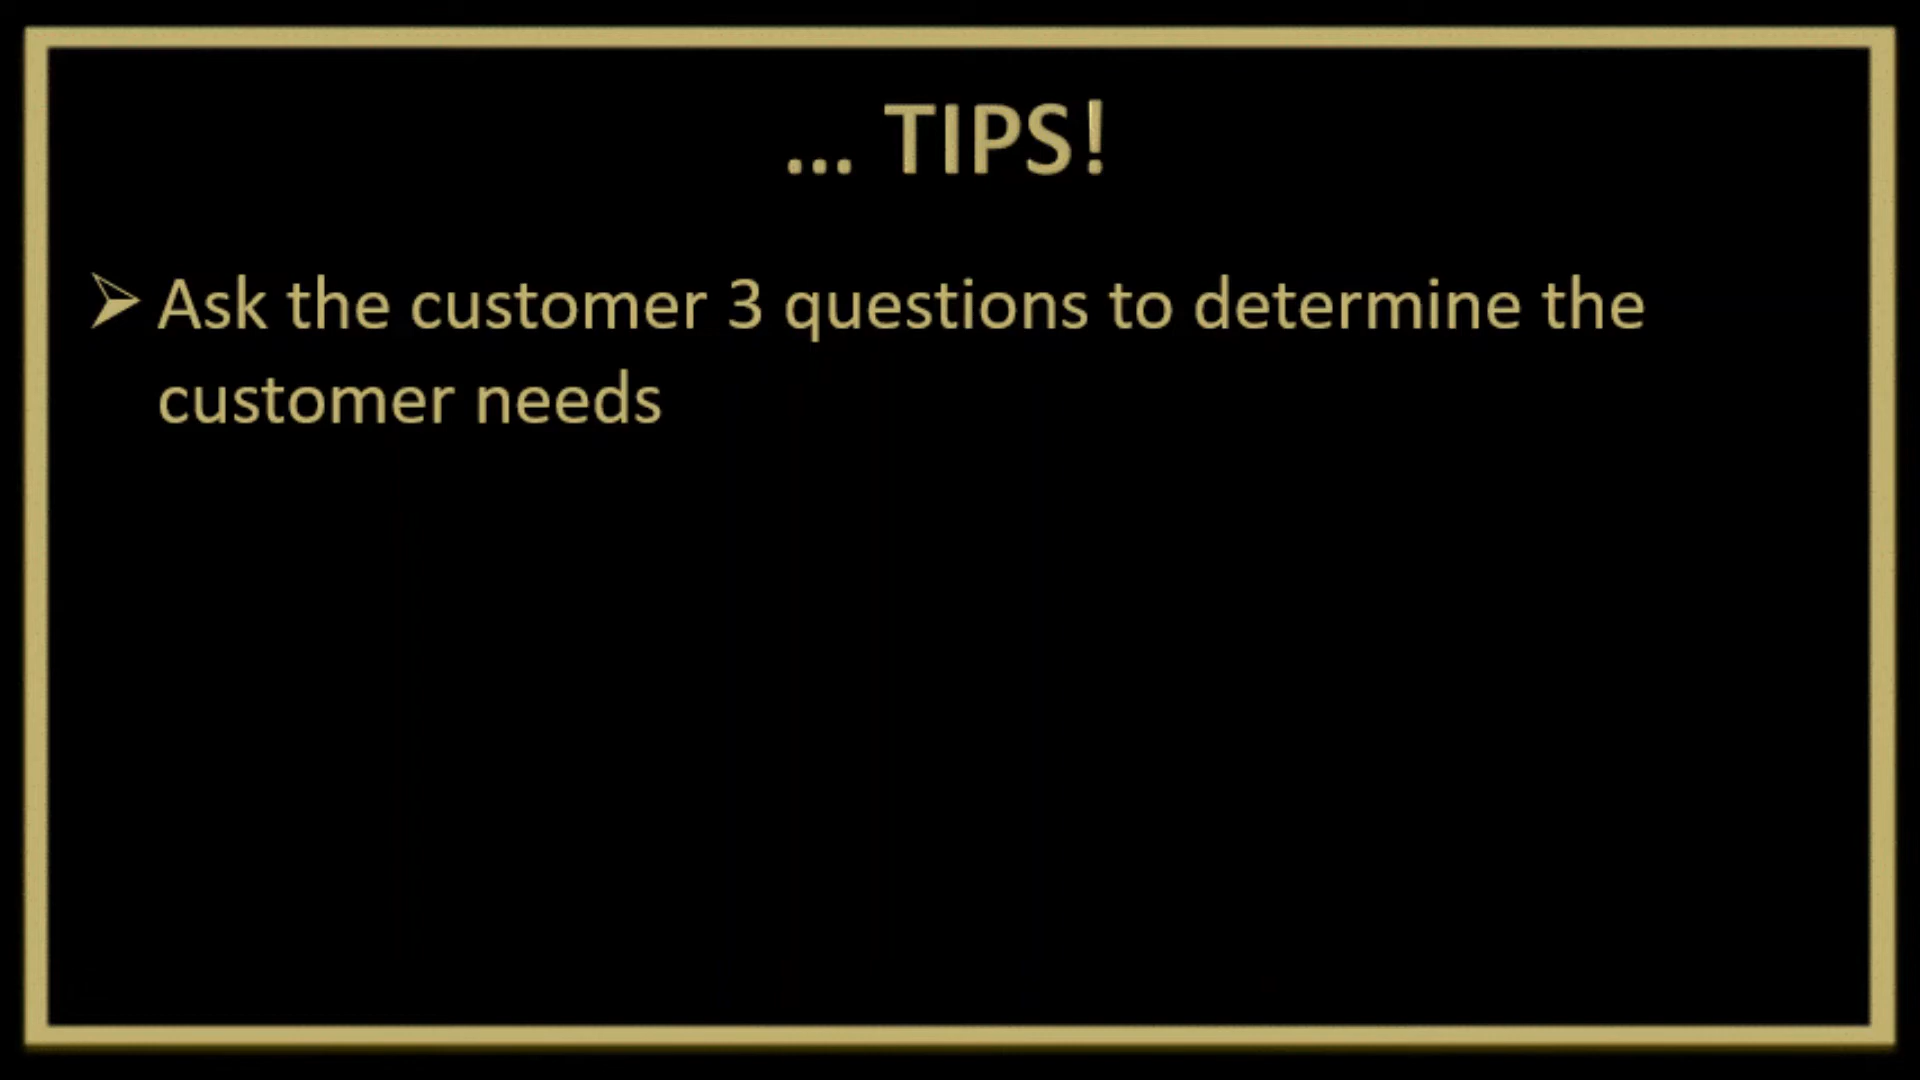 ... TIPS!
➢ Ask the customer 3 questions to determine the
customer needs